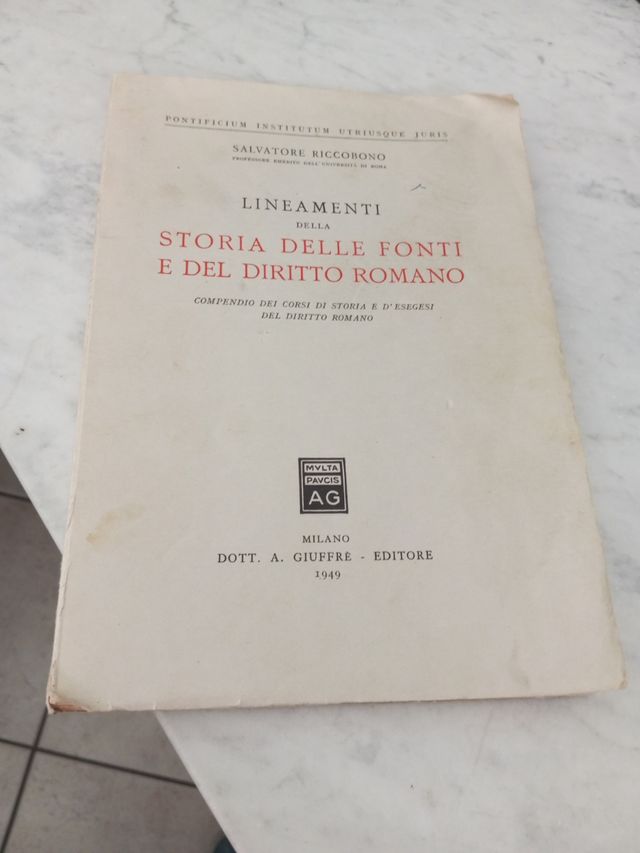 PONTIFICIUM INSTITUTUM UTRIUSQUE JURIS
SALVATORE RICCOBONO
PROFESSORE EMERITO DELL'UNIVERSITÀ DI ROMA
LINEAMENTI
DELLA
STORIA DELLE FONTI
E DEL DIRITTO ROMANO
COMPENDIO DEI CORSI DI STORIA E D'ESEGESI
DEL DIRITTO ROMANO
MVLTA
PAVCIS
AG
MILANO
DOTT. A. GIUFFRÈ - EDITORE
1949